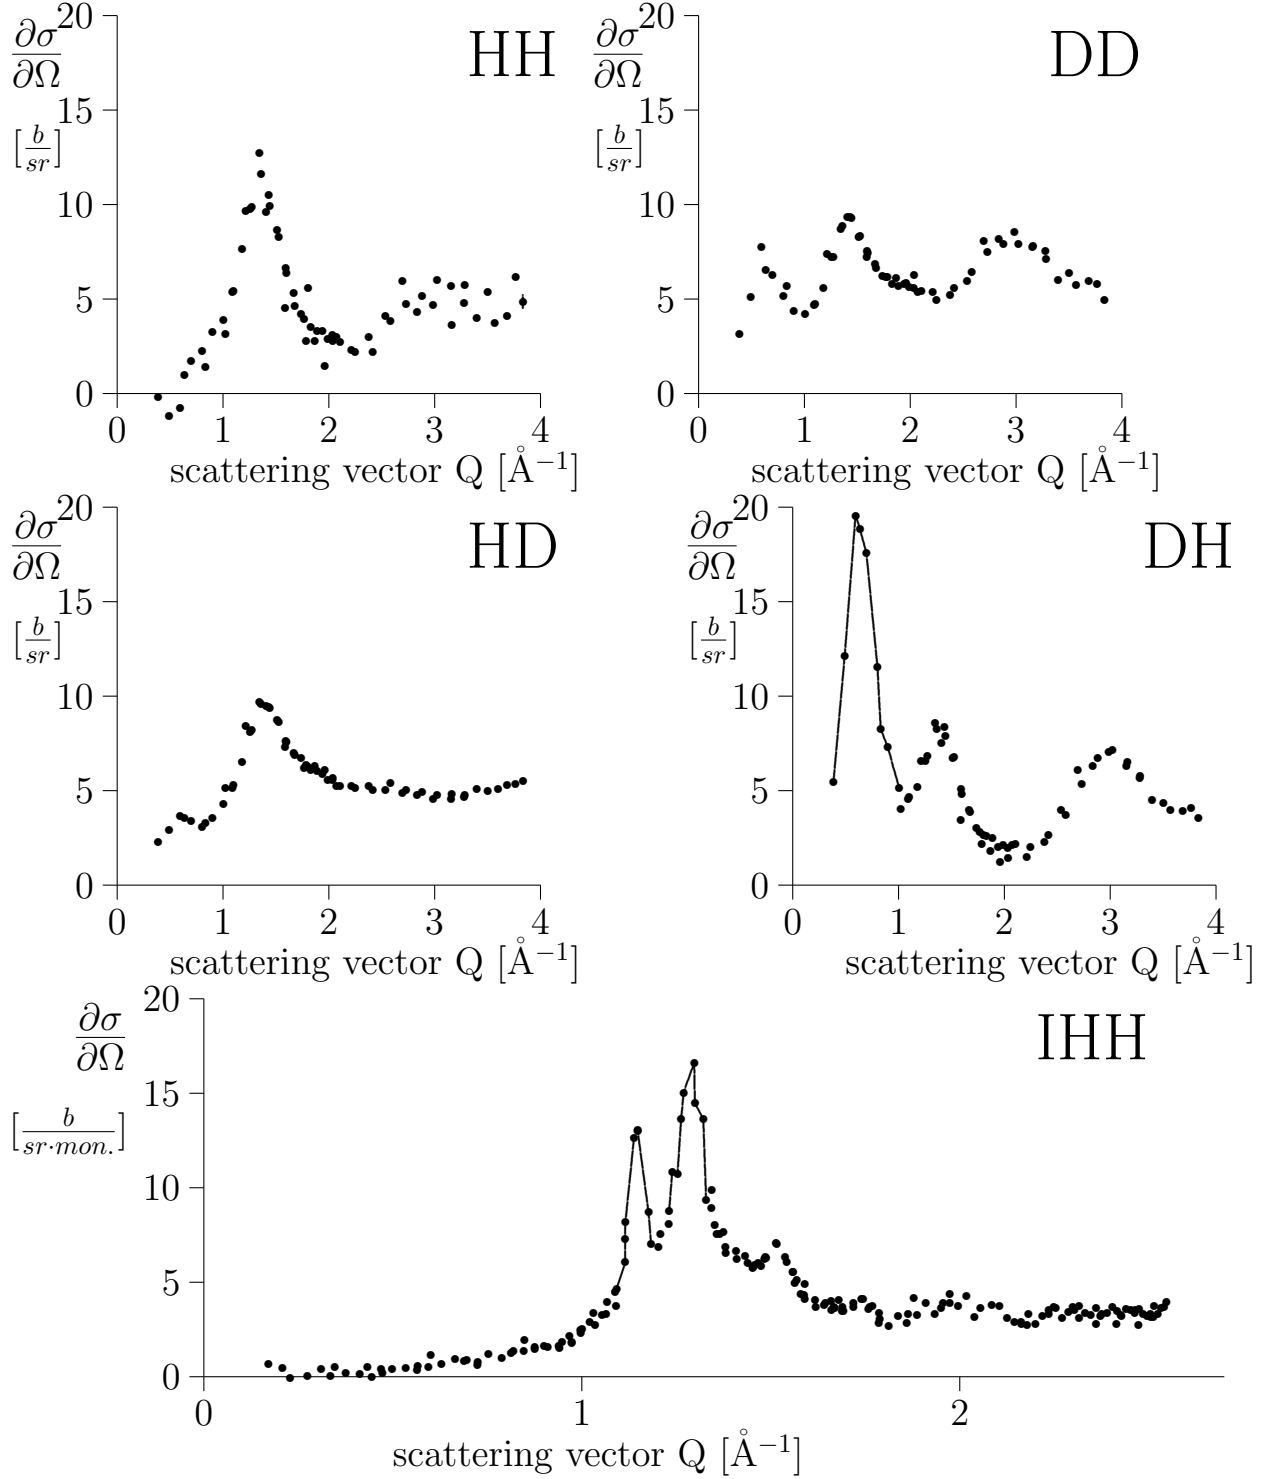 20 20
∂σ/∂Ω HH ∂σ/∂Ω DD
15 15
[b/sr] [b/sr]
10 10
5 5
0 0
0 1 2 3 4 0 1 2 3 4
scattering vector Q [Å⁻¹] scattering vector Q [Å⁻¹]
20 20
∂σ/∂Ω HD ∂σ/∂Ω DH
15 15
[b/sr] [b/sr]
10 10
5 5
0 0
0 1 2 3 4 0 1 2 3 4
scattering vector Q [Å⁻¹] scattering vector Q [Å⁻¹]
20
∂σ/∂Ω IHH
15
[b/sr·mon.]
10
5
0
0 1 2
scattering vector Q [Å⁻¹]